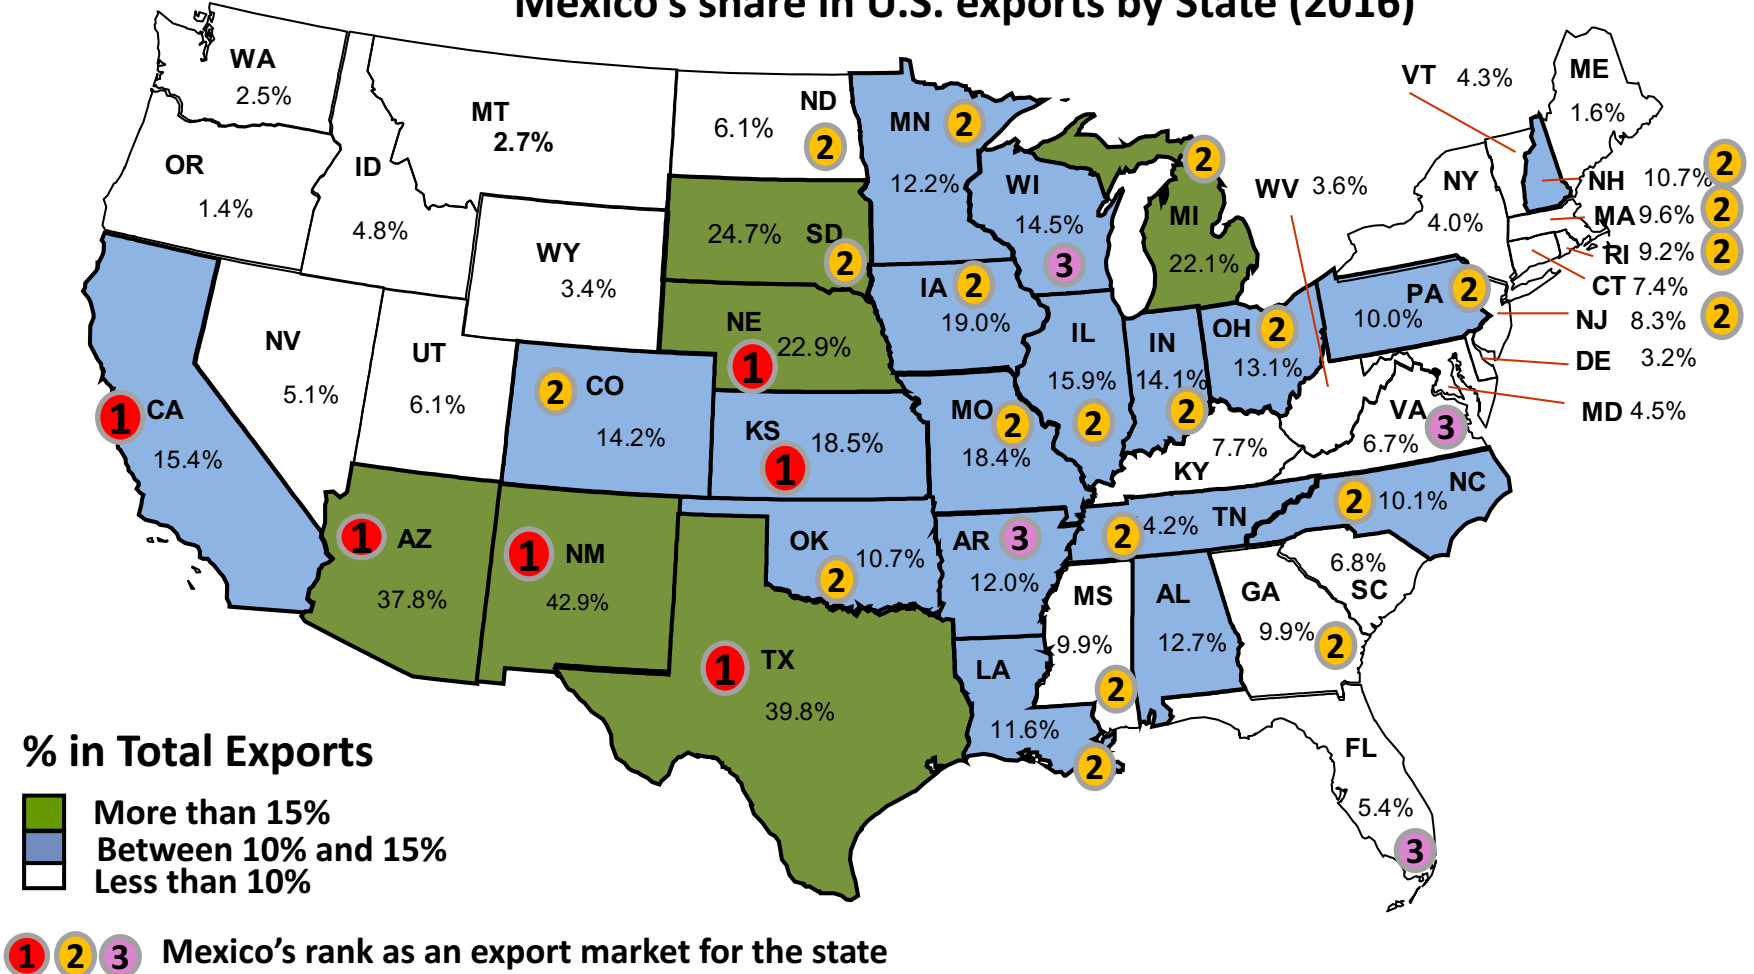 Mexico's share in U.S. exports by State (2016)
WA
2.5%
OR
1.4%
ID
4.8%
MT
2.7%
WY
3.4%
NV
5.1%
UT
6.1%
1
CA
15.4%
1
AZ
37.8%
1
NM
42.9%
2
CO
14.2%
ND
6.1%
2
24.7%
SD
2
NE
22.9%
1
KS
18.5%
1
OK
10.7%
2
1
TX
39.8%
MN
2
12.2%
WI
14.5%
3
2
MI
22.1%
IA
2
19.0%
IL
15.9%
2
IN
14.1%
2
OH
2
13.1%
MO
2
18.4%
AR
3
12.0%
LA
11.6%
2
MS
9.9%
2
AL
12.7%
GA
9.9%
2
FL
5.4%
3
6.8%
SC
2
10.1%
NC
2
4.2%
TN
7.7%
KY
VA
3
6.7%
WV 3.6%
PA
2
10.0%
NY
4.0%
VT 4.3%
ME
1.6%
NH 10.7% 2
MA 9.6% 2
RI 9.2% 2
CT 7.4%
NJ 8.3% 2
DE 3.2%
MD 4.5%
% in Total Exports
More than 15%
Between 10% and 15%
Less than 10%
1 2 3 Mexico's rank as an export market for the state